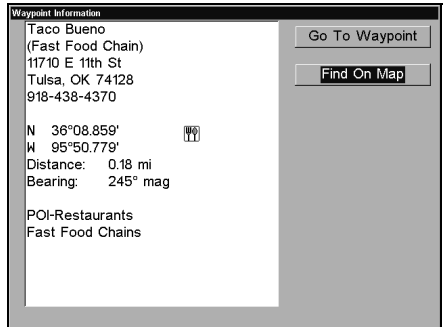 Waypoint Information
Taco Bueno
(Fast Food Chain)
11710 E 11th St
Tulsa, OK 74128
918-438-4370
N 36°08.859'
W 95°50.779'
Distance: 0.18 mi
Bearing: 245° mag
POI-Restaurants
Fast Food Chains
Go To Waypoint
Find On Map